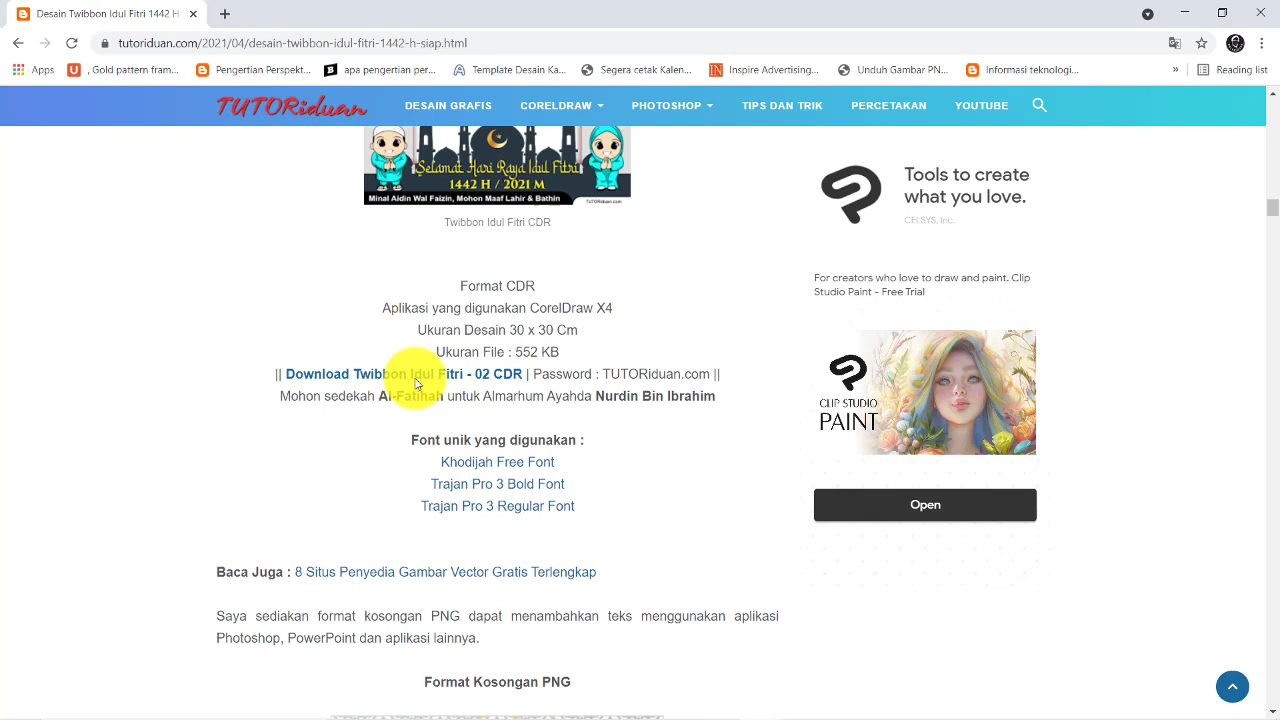 Desain Twibbon Idul Fitri 1442 H
tutoriduan.com/2021/04/desain-twibbon-idul-fitri-1442-h-siap.html
Apps
, Gold pattern fram...
Pengertian Perspekt...
apa pengertian per...
Template Desain Ka...
Segera cetak Kalen...
Inspire Advertising,...
Unduh Gambar PN...
Informasi teknologi...
»
Reading list
TUTORiduan
DESAIN GRAFIS
CORELDRAW
PHOTOSHOP
TIPS DAN TRIK
PERCETAKAN
YOUTUBE
Selamat Hari Raya Idul Fitri
1442 H / 2021 M
Minal Aidin Wal Faizin, Mohon Maaf Lahir & Bathin
TUTORiduan.com
Twibbon Idul Fitri CDR
Format CDR
Aplikasi yang digunakan CorelDraw X4
Ukuran Desain 30 x 30 Cm
Ukuran File : 552 KB
|| Download Twibbon Idul Fitri - 02 CDR | Password : TUTORiduan.com ||
Mohon sedekah Al-Fatihah untuk Almarhum Ayahda Nurdin Bin Ibrahim
Font unik yang digunakan :
Khodijah Free Font
Trajan Pro 3 Bold Font
Trajan Pro 3 Regular Font
Baca Juga : 8 Situs Penyedia Gambar Vector Gratis Terlengkap
Saya sediakan format kosongan PNG dapat menambahkan teks menggunakan aplikasi
Photoshop, PowerPoint dan aplikasi lainnya.
Format Kosongan PNG
Tools to create
what you love.
CELSYS, Inc.
For creators who love to draw and paint. Clip
Studio Paint - Free Trial
CLIP STUDIO
PAINT
Open